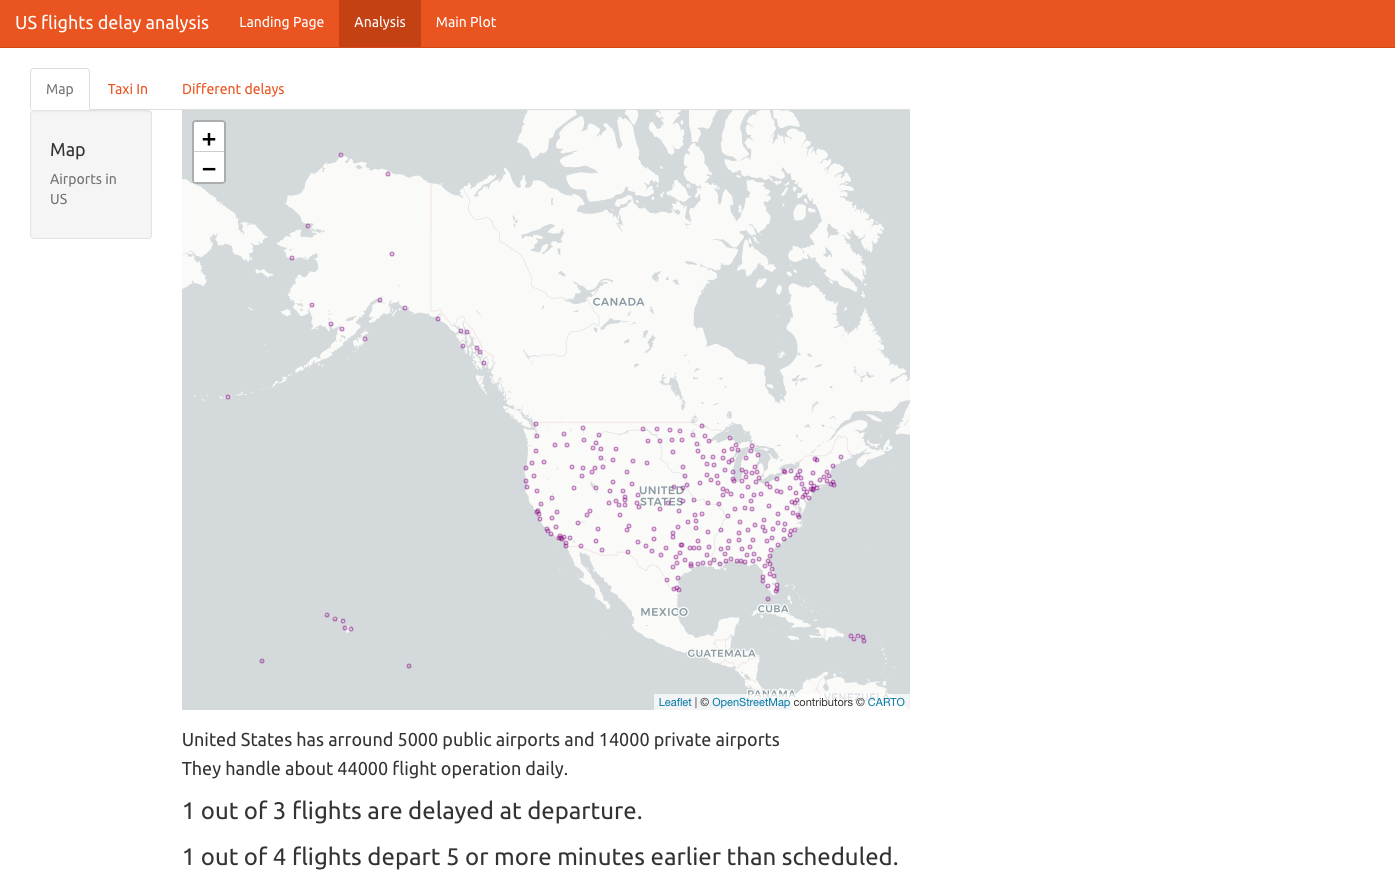 US flights delay analysis
Landing Page
Analysis
Main Plot
Map
Taxi In
Different delays
Map
Airports in
US
+
−
CANADA
UNITED
STATES
MEXICO
CUBA
GUATEMALA
PANAMA
VENEZUELA
Leaflet | © OpenStreetMap contributors © CARTO
United States has arround 5000 public airports and 14000 private airports
They handle about 44000 flight operation daily.
1 out of 3 flights are delayed at departure.
1 out of 4 flights depart 5 or more minutes earlier than scheduled.